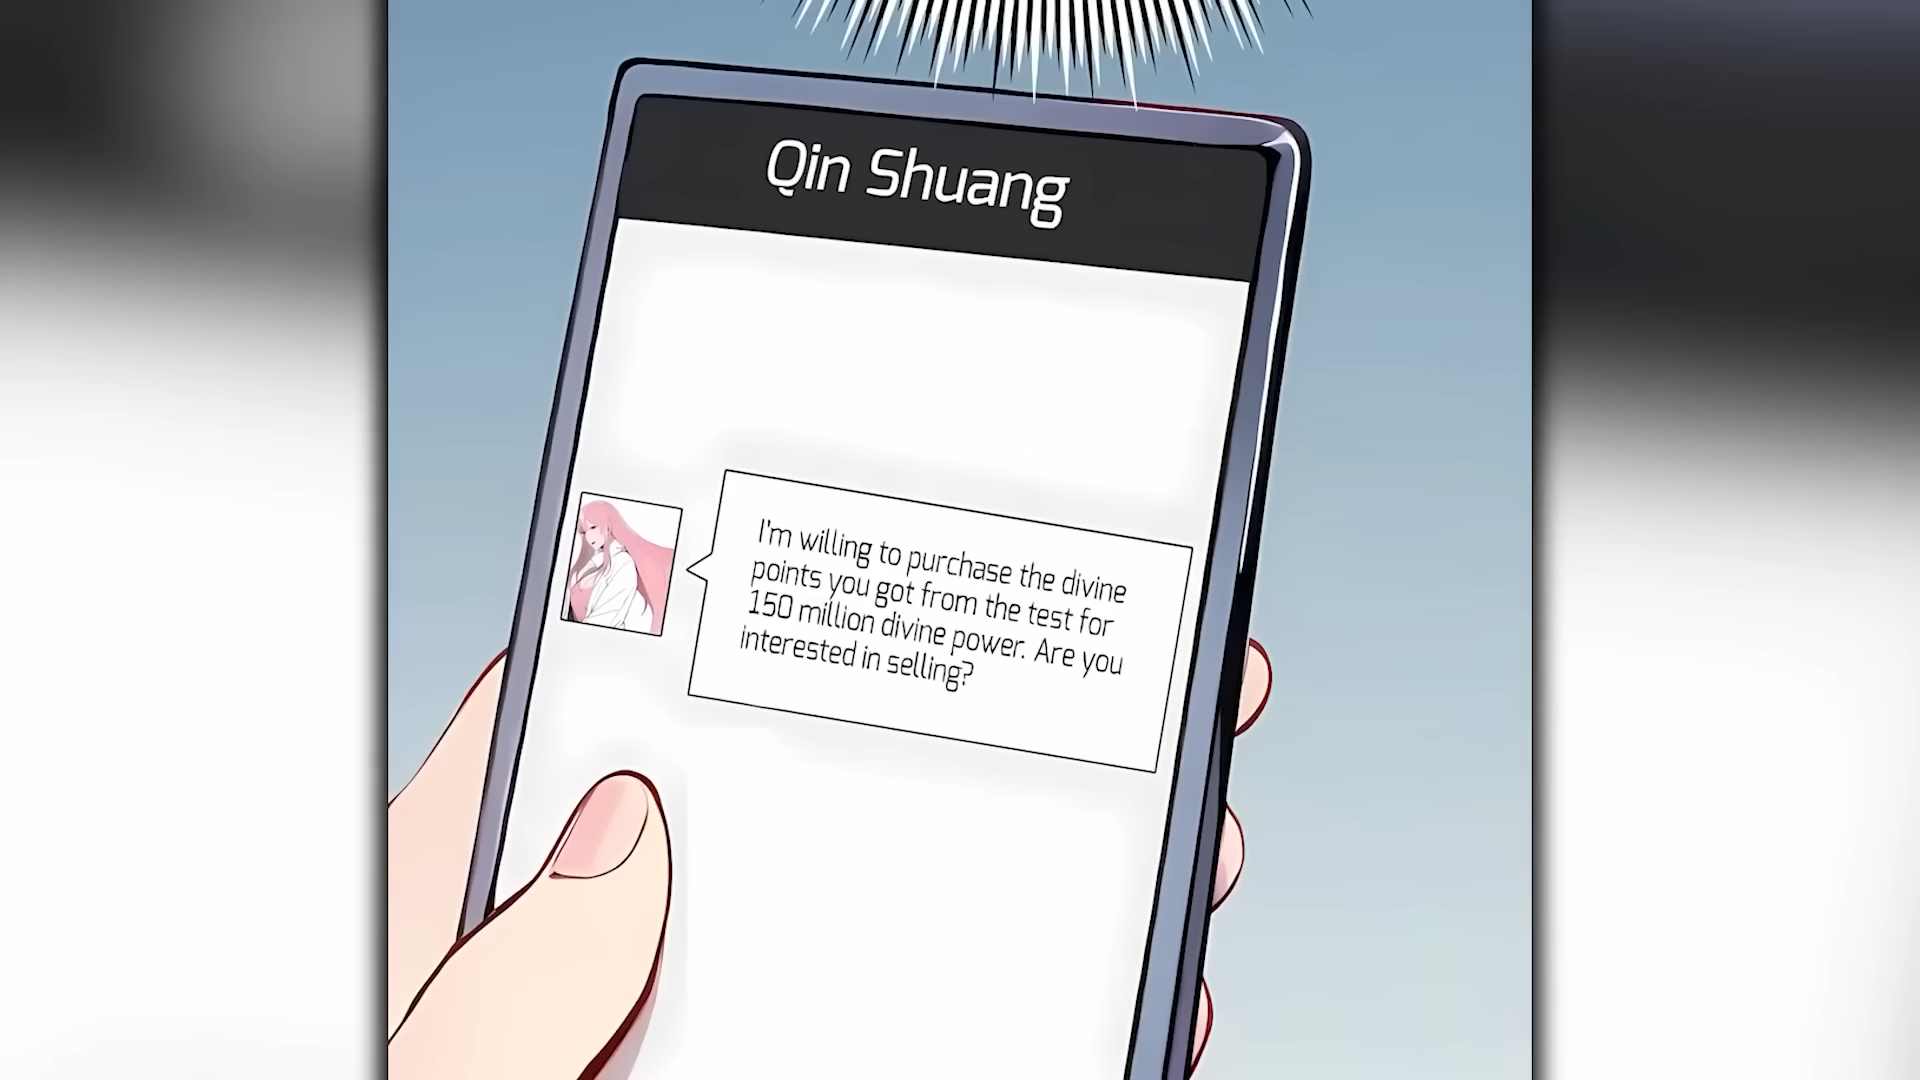 Qin Shuang
I'm willing to purchase the divine
points you got from the test for
150 million divine power. Are you
interested in selling?